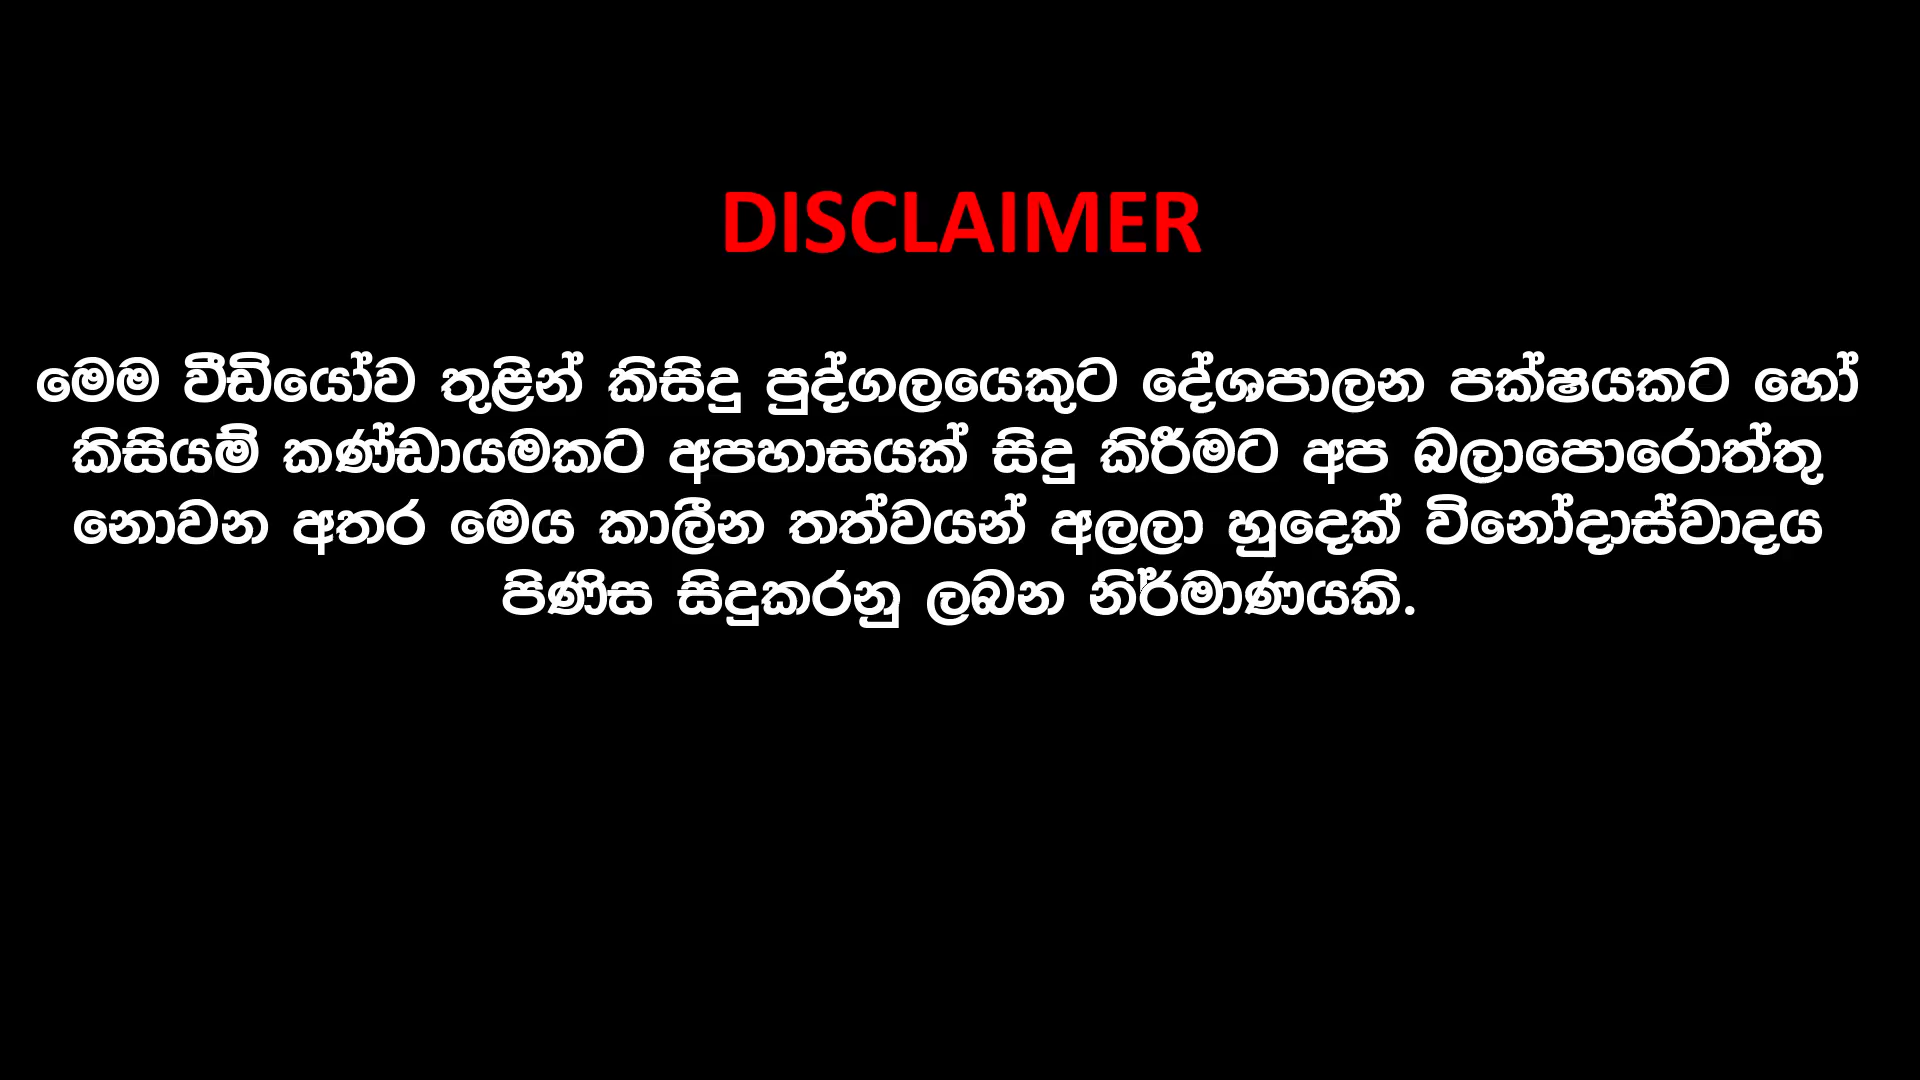 DISCLAIMER
මෙම වීඩියෝව තුළින් කිසිදු පුද්ගලයෙකුට දේශපාලන පක්ෂයකට හෝ
කිසියම් කණ්ඩායමකට අපහාසයක් සිදු කිරීමට අප බලාපොරොත්තු
නොවන අතර මෙය කාලීන තත්වයන් අලලා හුදෙක් විනෝදාස්වාදය
පිණිස සිදුකරනු ලබන නිර්මාණයකි.